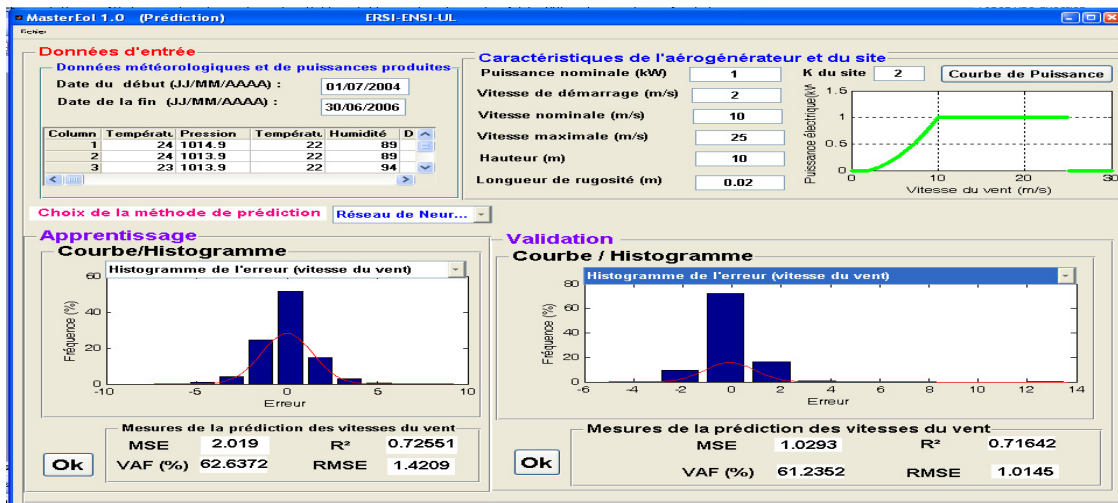 MasterEol 1.0 (Prédiction) ERSI-ENSI-UL
Fichier
Données d'entrée
Données météorologiques et de puissances produites
Date du début (JJ/MM/AAAA) : 01/07/2004
Date de la fin (JJ/MM/AAAA) : 30/06/2006
Column Températu Pression Températu Humidité D
1 24 1014.9 22 89
2 24 1013.9 22 89
3 23 1013.9 22 94
Caractéristiques de l'aérogénérateur et du site
Puissance nominale (kW) 1 K du site 2 Courbe de Puissance
Vitesse de démarrage (m/s) 2
Vitesse nominale (m/s) 10
Vitesse maximale (m/s) 25
Hauteur (m) 10
Longueur de rugosité (m) 0.02
Puissance électrique(kW
1.5
1
0.5
0
0 10 20 30
Vitesse du vent (m/s)
Choix de la méthode de prédiction Réseau de Neur...
Apprentissage
Courbe/Histogramme
Histogramme de l'erreur (vitesse du vent)
Fréquence (%)
60
40
20
0
-10 -5 0 5 10
Erreur
Mesures de la prédiction des vitesses du vent
MSE 2.019 R² 0.72551
Ok VAF (%) 62.6372 RMSE 1.4209
Validation
Courbe / Histogramme
Histogramme de l'erreur (vitesse du vent)
Fréquence (%)
80
60
40
20
0
-6 -4 -2 0 2 4 6 8 10 12 14
Erreur
Mesures de la prédiction des vitesses du vent
MSE 1.0293 R² 0.71642
Ok VAF (%) 61.2352 RMSE 1.0145